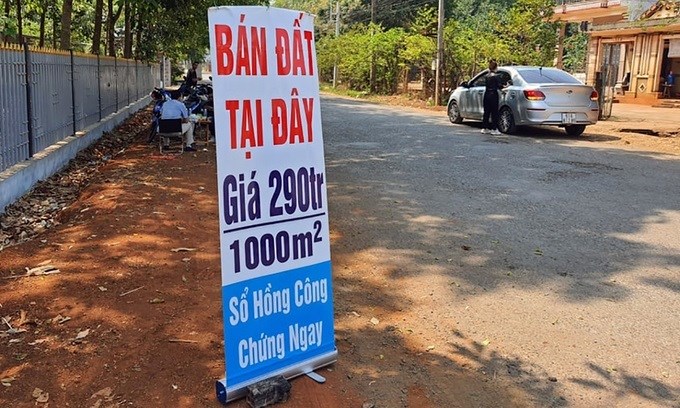 BÁN ĐẤT
TẠI ĐÂY
Giá 290tr
1000m²
Sổ Hồng Công
Chứng Ngay